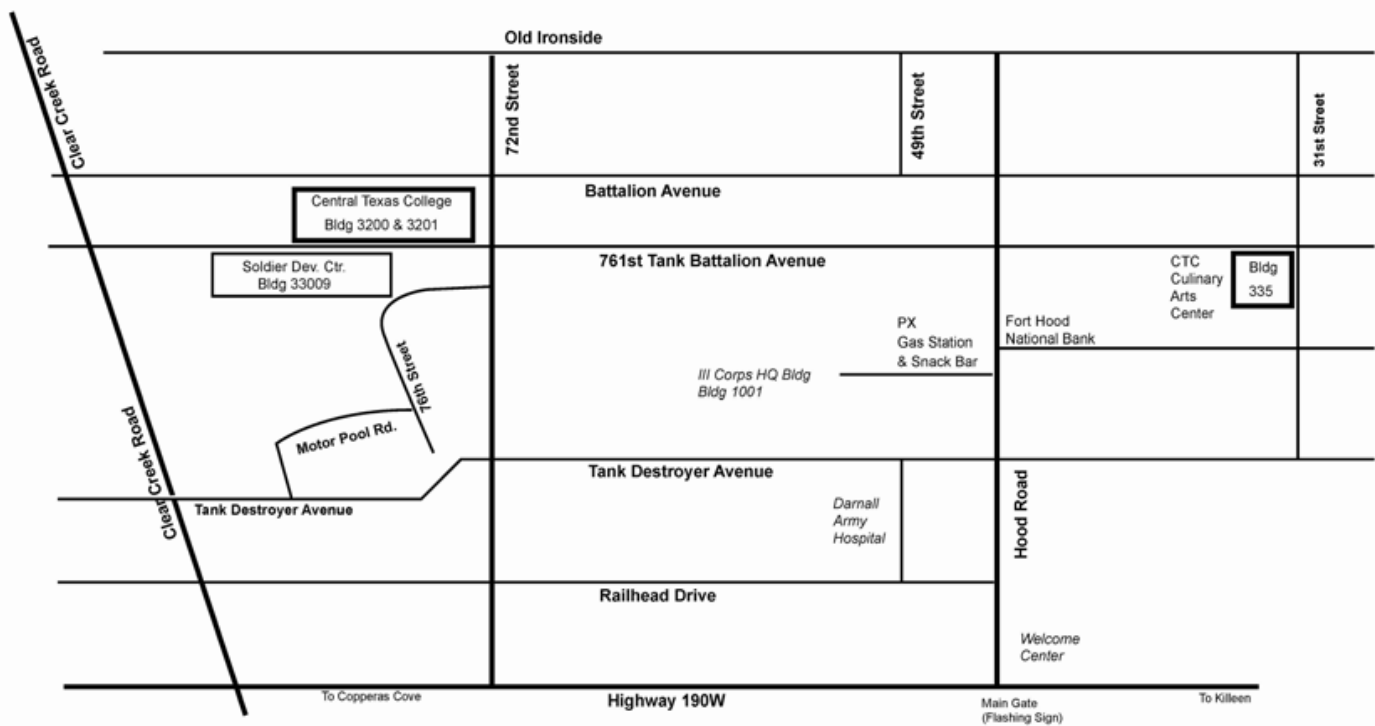 Old Ironside
Clear Creek Road
72nd Street
49th Street
31st Street
Battalion Avenue
Central Texas College
Bldg 3200 & 3201
761st Tank Battalion Avenue
Soldier Dev. Ctr.
Bldg 33009
CTC
Culinary
Arts
Center
Bldg
335
PX
Gas Station
& Snack Bar
Fort Hood
National Bank
76th Street
III Corps HQ Bldg
Bldg 1001
Motor Pool Rd.
Clear Creek Road
Tank Destroyer Avenue
Tank Destroyer Avenue
Clear Creek Road
Darnall
Army
Hospital
Hood Road
Railhead Drive
Welcome
Center
To Copperas Cove
Highway 190W
Main Gate
(Flashing Sign)
To Killeen